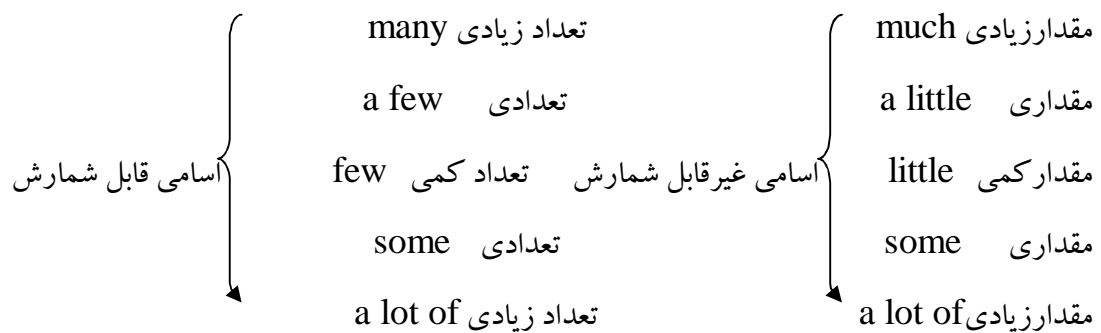 مقدارزیادی much تعداد زیادی many
مقداری a little تعدادی a few
مقدارکمی little اسامی غیرقابل شمارش تعداد کمی few اسامی قابل شمارش
مقداری some تعدادی some
مقدارزیادی a lot of تعداد زیادی a lot of